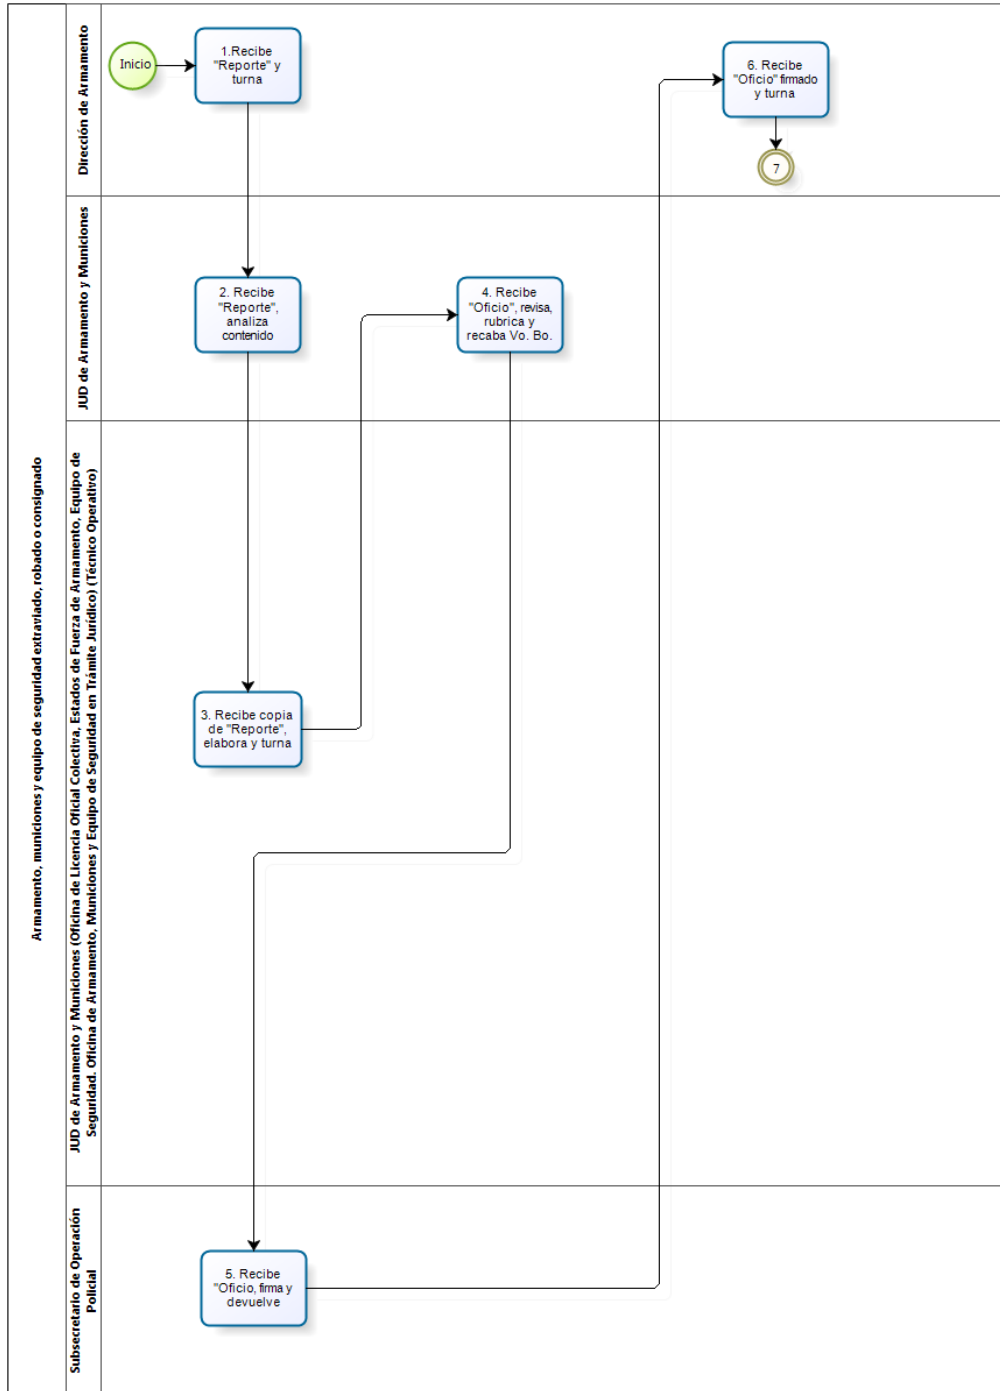 Armamento, municiones y equipo de seguridad extraviado, robado o consignado
Dirección de Armamento
Inicio
1.Recibe
"Reporte" y
turna
6. Recibe
"Oficio" firmado
y turna
7
JUD de Armamento y Municiones
2. Recibe
"Reporte",
analiza
contenido
4. Recibe
"Oficio", revisa,
rubrica y
recaba Vo. Bo.
JUD de Armamento y Municiones (Oficina de Licencia Oficial Colectiva, Estados de Fuerza de Armamento, Equipo de
Seguridad. Oficina de Armamento, Municiones y Equipo de Seguridad en Trámite Jurídico) (Técnico Operativo)
3. Recibe copia
de "Reporte",
elabora y turna
Subsecretario de Operación
Policial
5. Recibe
"Oficio, firma y
devuelve